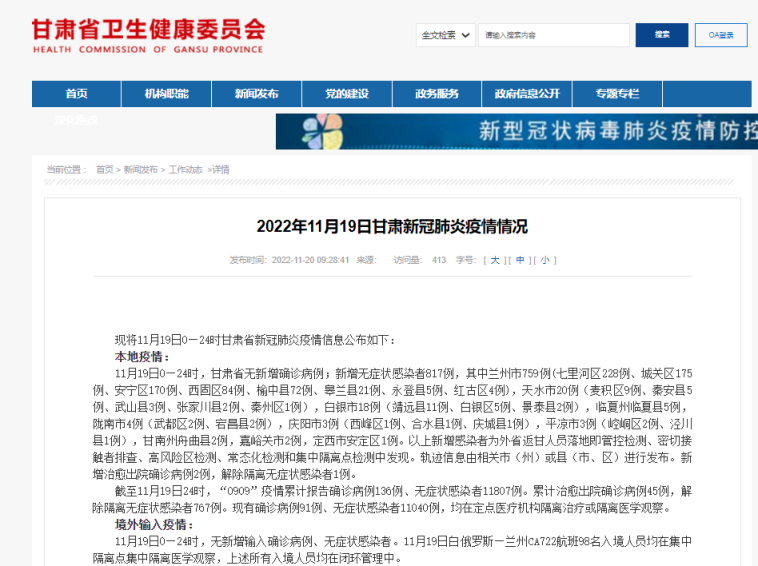 甘肃省卫生健康委员会
HEALTH COMMISSION OF GANSU PROVINCE
全文检索 请输入搜索内容 搜索 OA登录
首页 机构职能 新闻发布 党的建设 政务服务 政府信息公开 专题专栏
新型冠状病毒肺炎疫情防控
当前位置： 首页 > 新闻发布 > 工作动态 >详情
2022年11月19日甘肃新冠肺炎疫情情况
发布时间：2022-11-20 09:28:41 来源： 访问量： 413 字号：[ 大 ] [ 中 ] [ 小 ]
现将11月19日0—24时甘肃省新冠肺炎疫情信息公布如下：
本地疫情：
11月19日0—24时，甘肃省无新增确诊病例；新增无症状感染者817例，其中兰州市759例(七里河区228例、城关区175
例、安宁区170例、西固区84例、榆中县72例、皋兰县21例、永登县5例、红古区4例)，天水市20例（麦积区9例、秦安县5
例、武山县3例、张家川县2例、秦州区1例），白银市18例（靖远县11例、白银区5例、景泰县2例），临夏州临夏县5例，
陇南市4例（武都区2例、宕昌县2例），庆阳市3例（西峰区1例、合水县1例、庆城县1例），平凉市3例（崆峒区2例、泾川
县1例），甘南州舟曲县2例，嘉峪关市2例，定西市安定区1例。以上新增感染者为外省返甘人员落地即管控检测、密切接
触者排查、高风险区检测、常态化检测和集中隔离点检测中发现。轨迹信息由相关市（州）或县（市、区）进行发布。新
增治愈出院确诊病例2例，解除隔离无症状感染者1例。
截至11月19日24时，“0909”疫情累计报告确诊病例136例、无症状感染者11807例。累计治愈出院确诊病例45例，解
除隔离无症状感染者767例。现有确诊病例91例、无症状感染者11040例，均在定点医疗机构隔离治疗或隔离医学观察。
境外输入疫情：
11月19日0—24时，无新增输入确诊病例、无症状感染者。11月19日白俄罗斯—兰州CA722航班98名入境人员均在集中
隔离点集中隔离医学观察，上述所有入境人员均在闭环管理中。